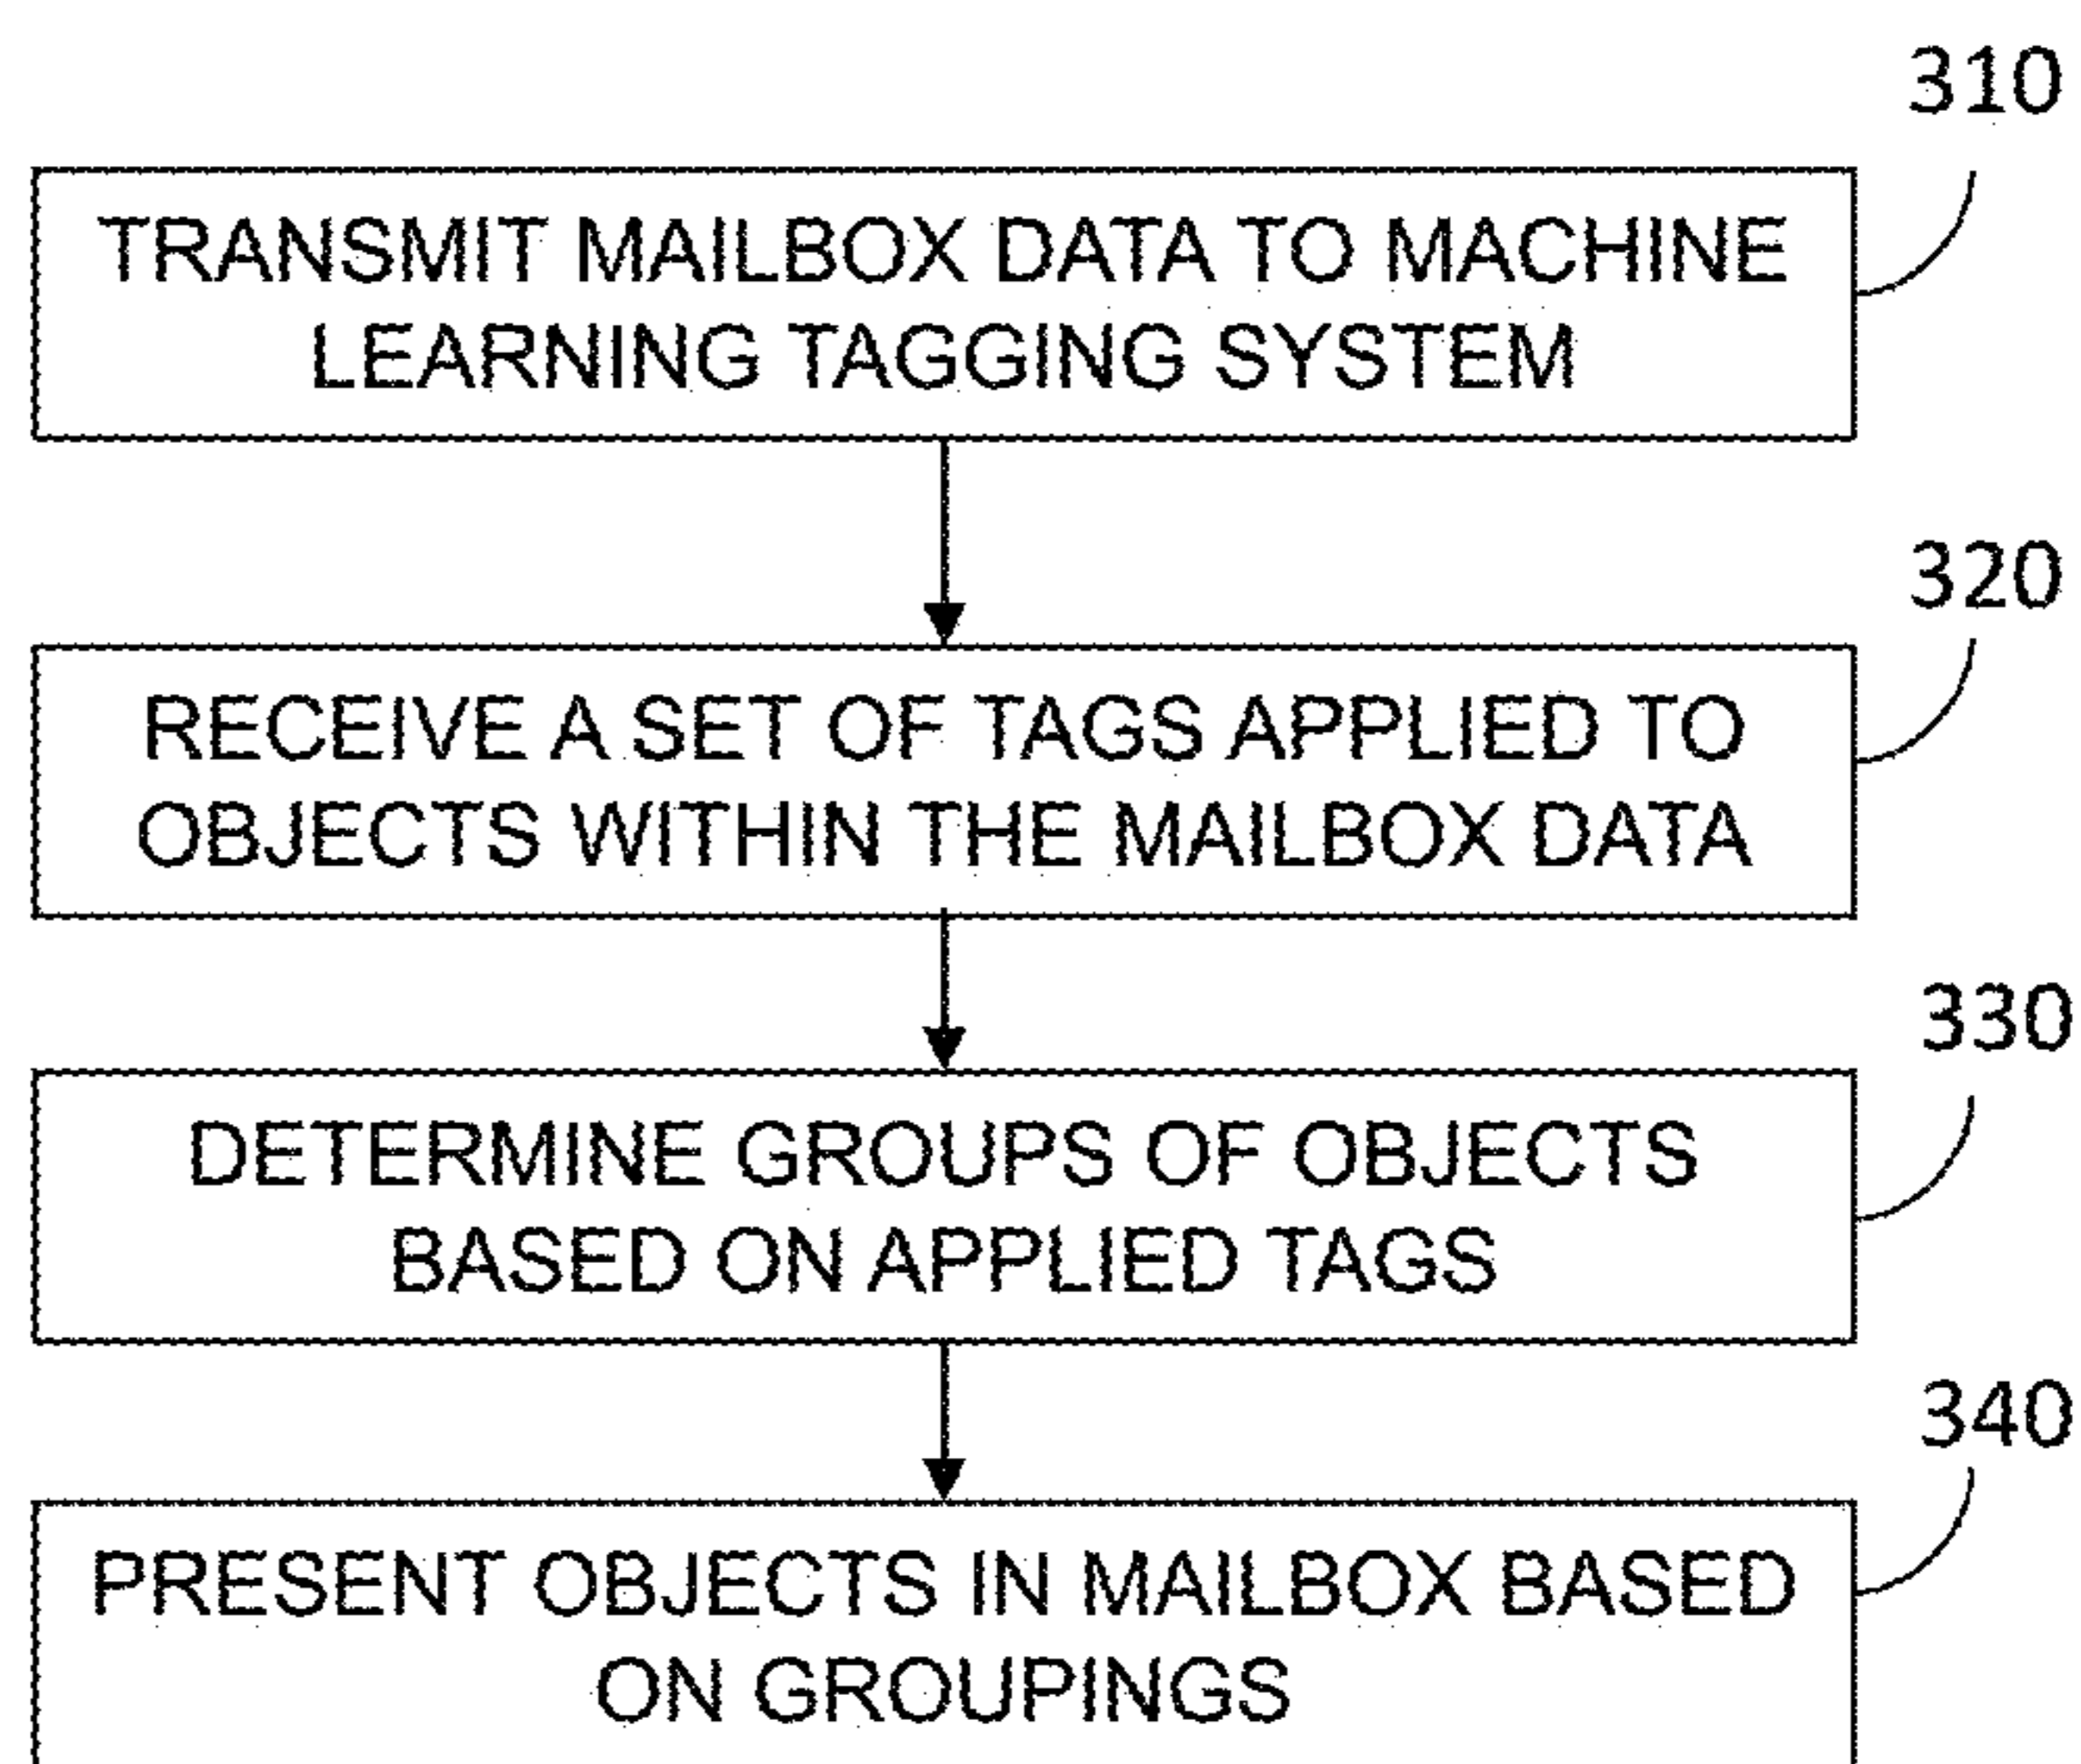 310
TRANSMIT MAILBOX DATA TO MACHINE
LEARNING TAGGING SYSTEM
320
RECEIVE A SET OF TAGS APPLIED TO
OBJECTS WITHIN THE MAILBOX DATA
330
DETERMINE GROUPS OF OBJECTS
BASED ON APPLIED TAGS
340
PRESENT OBJECTS IN MAILBOX BASED
ON GROUPINGS